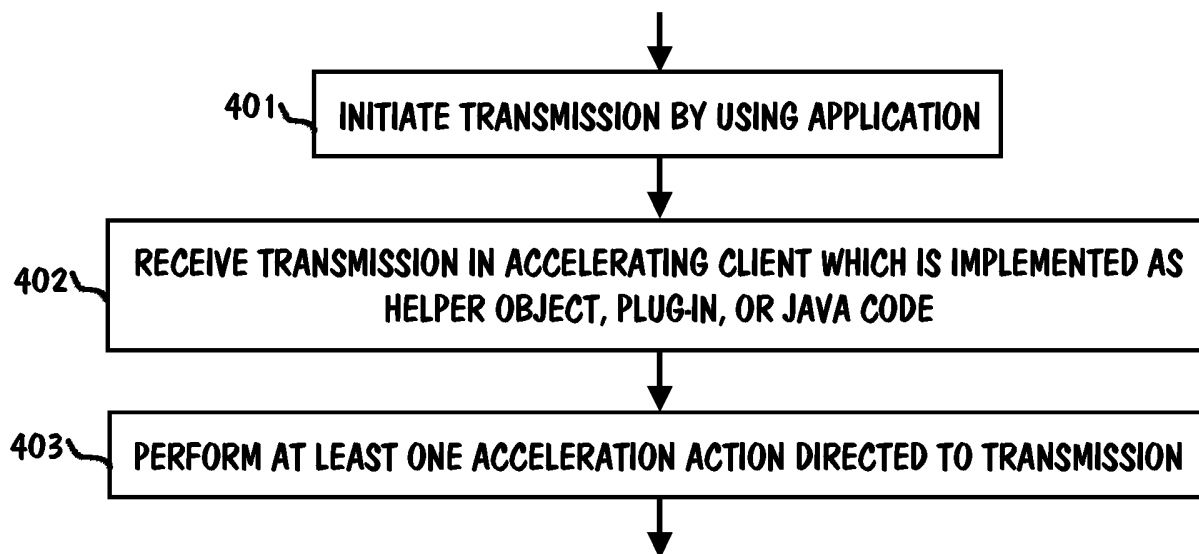 401
INITIATE TRANSMISSION BY USING APPLICATION
402
RECEIVE TRANSMISSION IN ACCELERATING CLIENT WHICH IS IMPLEMENTED AS
HELPER OBJECT, PLUG-IN, OR JAVA CODE
403
PERFORM AT LEAST ONE ACCELERATION ACTION DIRECTED TO TRANSMISSION